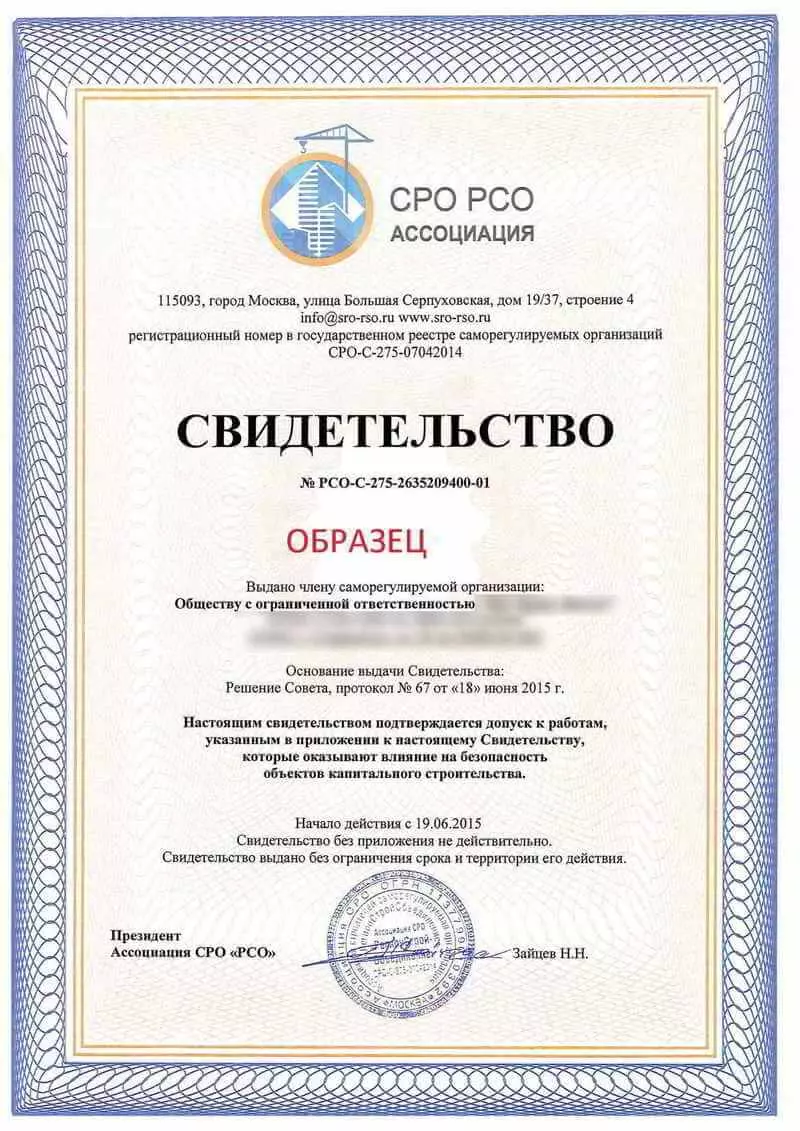 СРО РСО
АССОЦИАЦИЯ
115093, город Москва, улица Большая Серпуховская, дом 19/37, строение 4
info@sro-rso.ru www.sro-rso.ru
регистрационный номер в государственном реестре саморегулируемых организаций
СРО-С-275-07042014
СВИДЕТЕЛЬСТВО
№ РСО-С-275-2635209400-01
ОБРАЗЕЦ
Выдано члену саморегулируемой организации:
Обществу с ограниченной ответственностью
Основание выдачи Свидетельства:
Решение Совета, протокол № 67 от «18» июня 2015 г.
Настоящим свидетельством подтверждается допуск к работам,
указанным в приложении к настоящему Свидетельству,
которые оказывают влияние на безопасность
объектов капитального строительства.
Начало действия с 19.06.2015
Свидетельство без приложения не действительно.
Свидетельство выдано без ограничения срока и территории его действия.
Президент
Ассоциация СРО «РСО»
Зайцев Н.Н.
Ассоциация СРО
МОСКВА